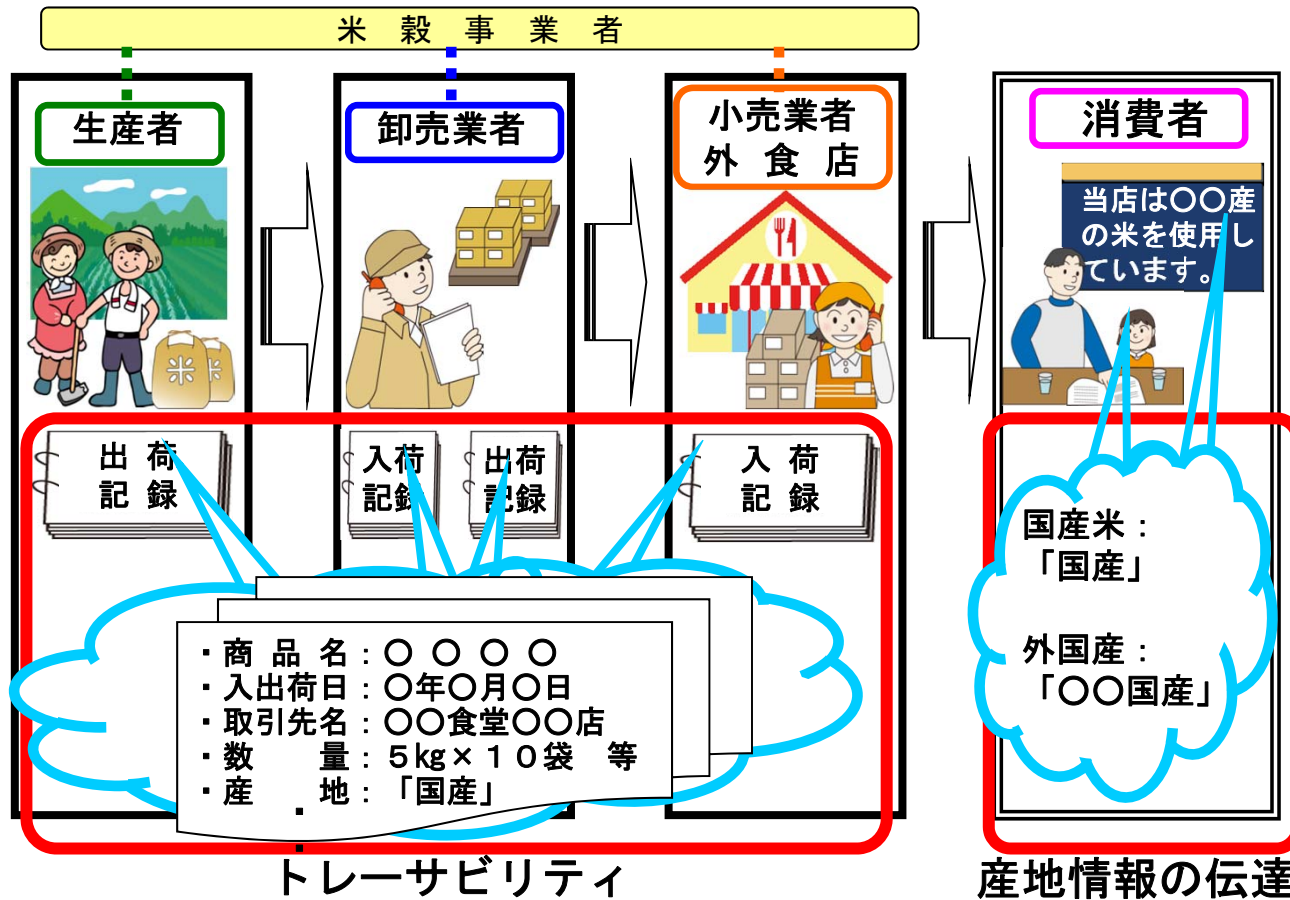 米穀事業者
生産者
卸売業者
小売業者
外食店
消費者
当店は〇〇産
の米を使用し
ています。
米
出荷
記録
入荷
記録
出荷
記録
入荷
記録
・商品名：〇〇〇〇
・入出荷日：〇年〇月〇日
・取引先名：〇〇食堂〇〇店
・数量：５㎏×１０袋　等
・産地：「国産」
国産米：
「国産」
外国産：
「〇〇国産」
トレーサビリティ
産地情報の伝達